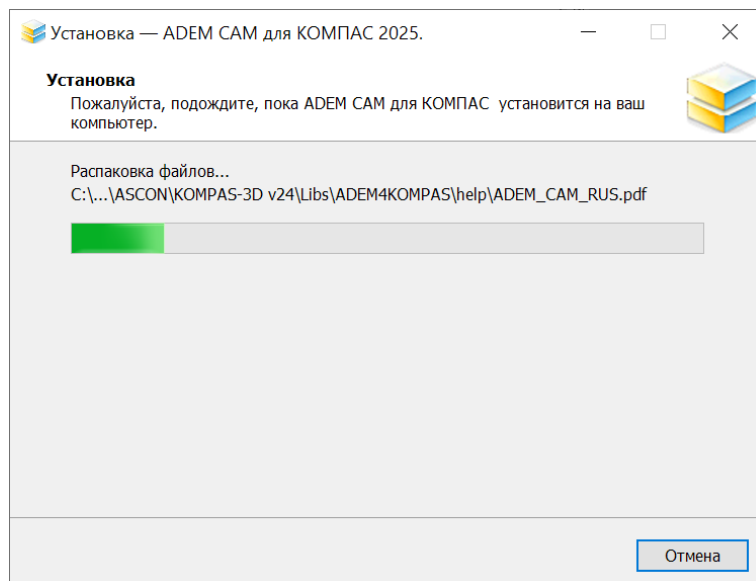 Установка — ADEM CAM для КОМПАС 2025.
Установка
Пожалуйста, подождите, пока ADEM CAM для КОМПАС установится на ваш
компьютер.
Распаковка файлов...
C:\...\ASCON\KOMPAS-3D v24\Libs\ADEM4KOMPAS\help\ADEM_CAM_RUS.pdf
Отмена